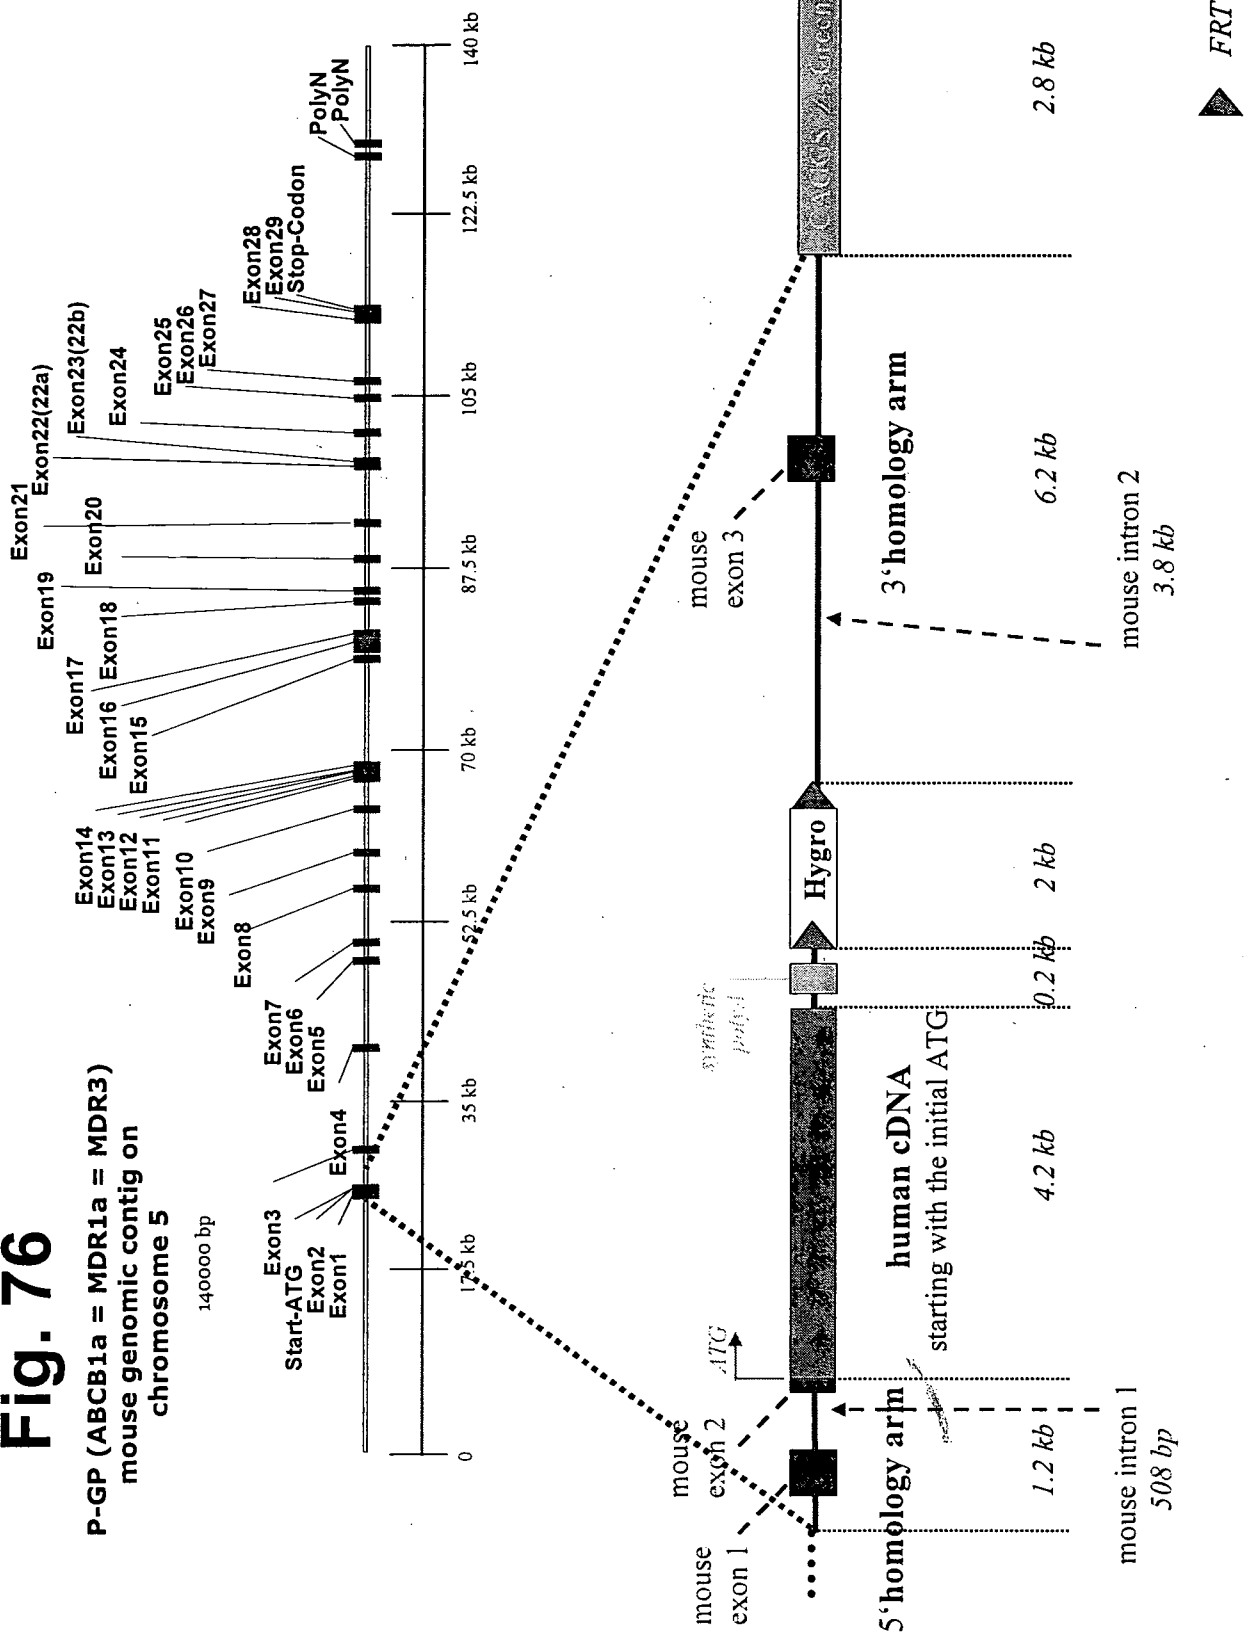 Fig. 76
P-GP (ABCB1a = MDR1a = MDR3)
mouse genomic contig on
chromosome 5
140000 bp
Start-ATG
Exon3
Exon2
Exon1
Exon4
Exon7
Exon6
Exon5
Exon8
Exon10
Exon9
Exon14
Exon13
Exon12
Exon11
Exon17
Exon16
Exon15
Exon19
Exon18
Exon21
Exon20
Exon22(22a)
Exon23(22b)
Exon24
Exon25
Exon26
Exon27
Exon28
Exon29
Stop-Codon
PolyN
PolyN
0
17.5 kb
35 kb
52.5 kb
70 kb
87.5 kb
105 kb
122.5 kb
140 kb
mouse
exon 1
mouse
exon 2
ATG
synthetic
polyA
Hygro
mouse
exon 3
5‘homology arm
human cDNA
starting with the initial ATG
3‘homology arm
1.2 kb
4.2 kb
0.2 kb
2 kb
6.2 kb
2.8 kb
mouse intron 1
508 bp
mouse intron 2
3.8 kb
FRT